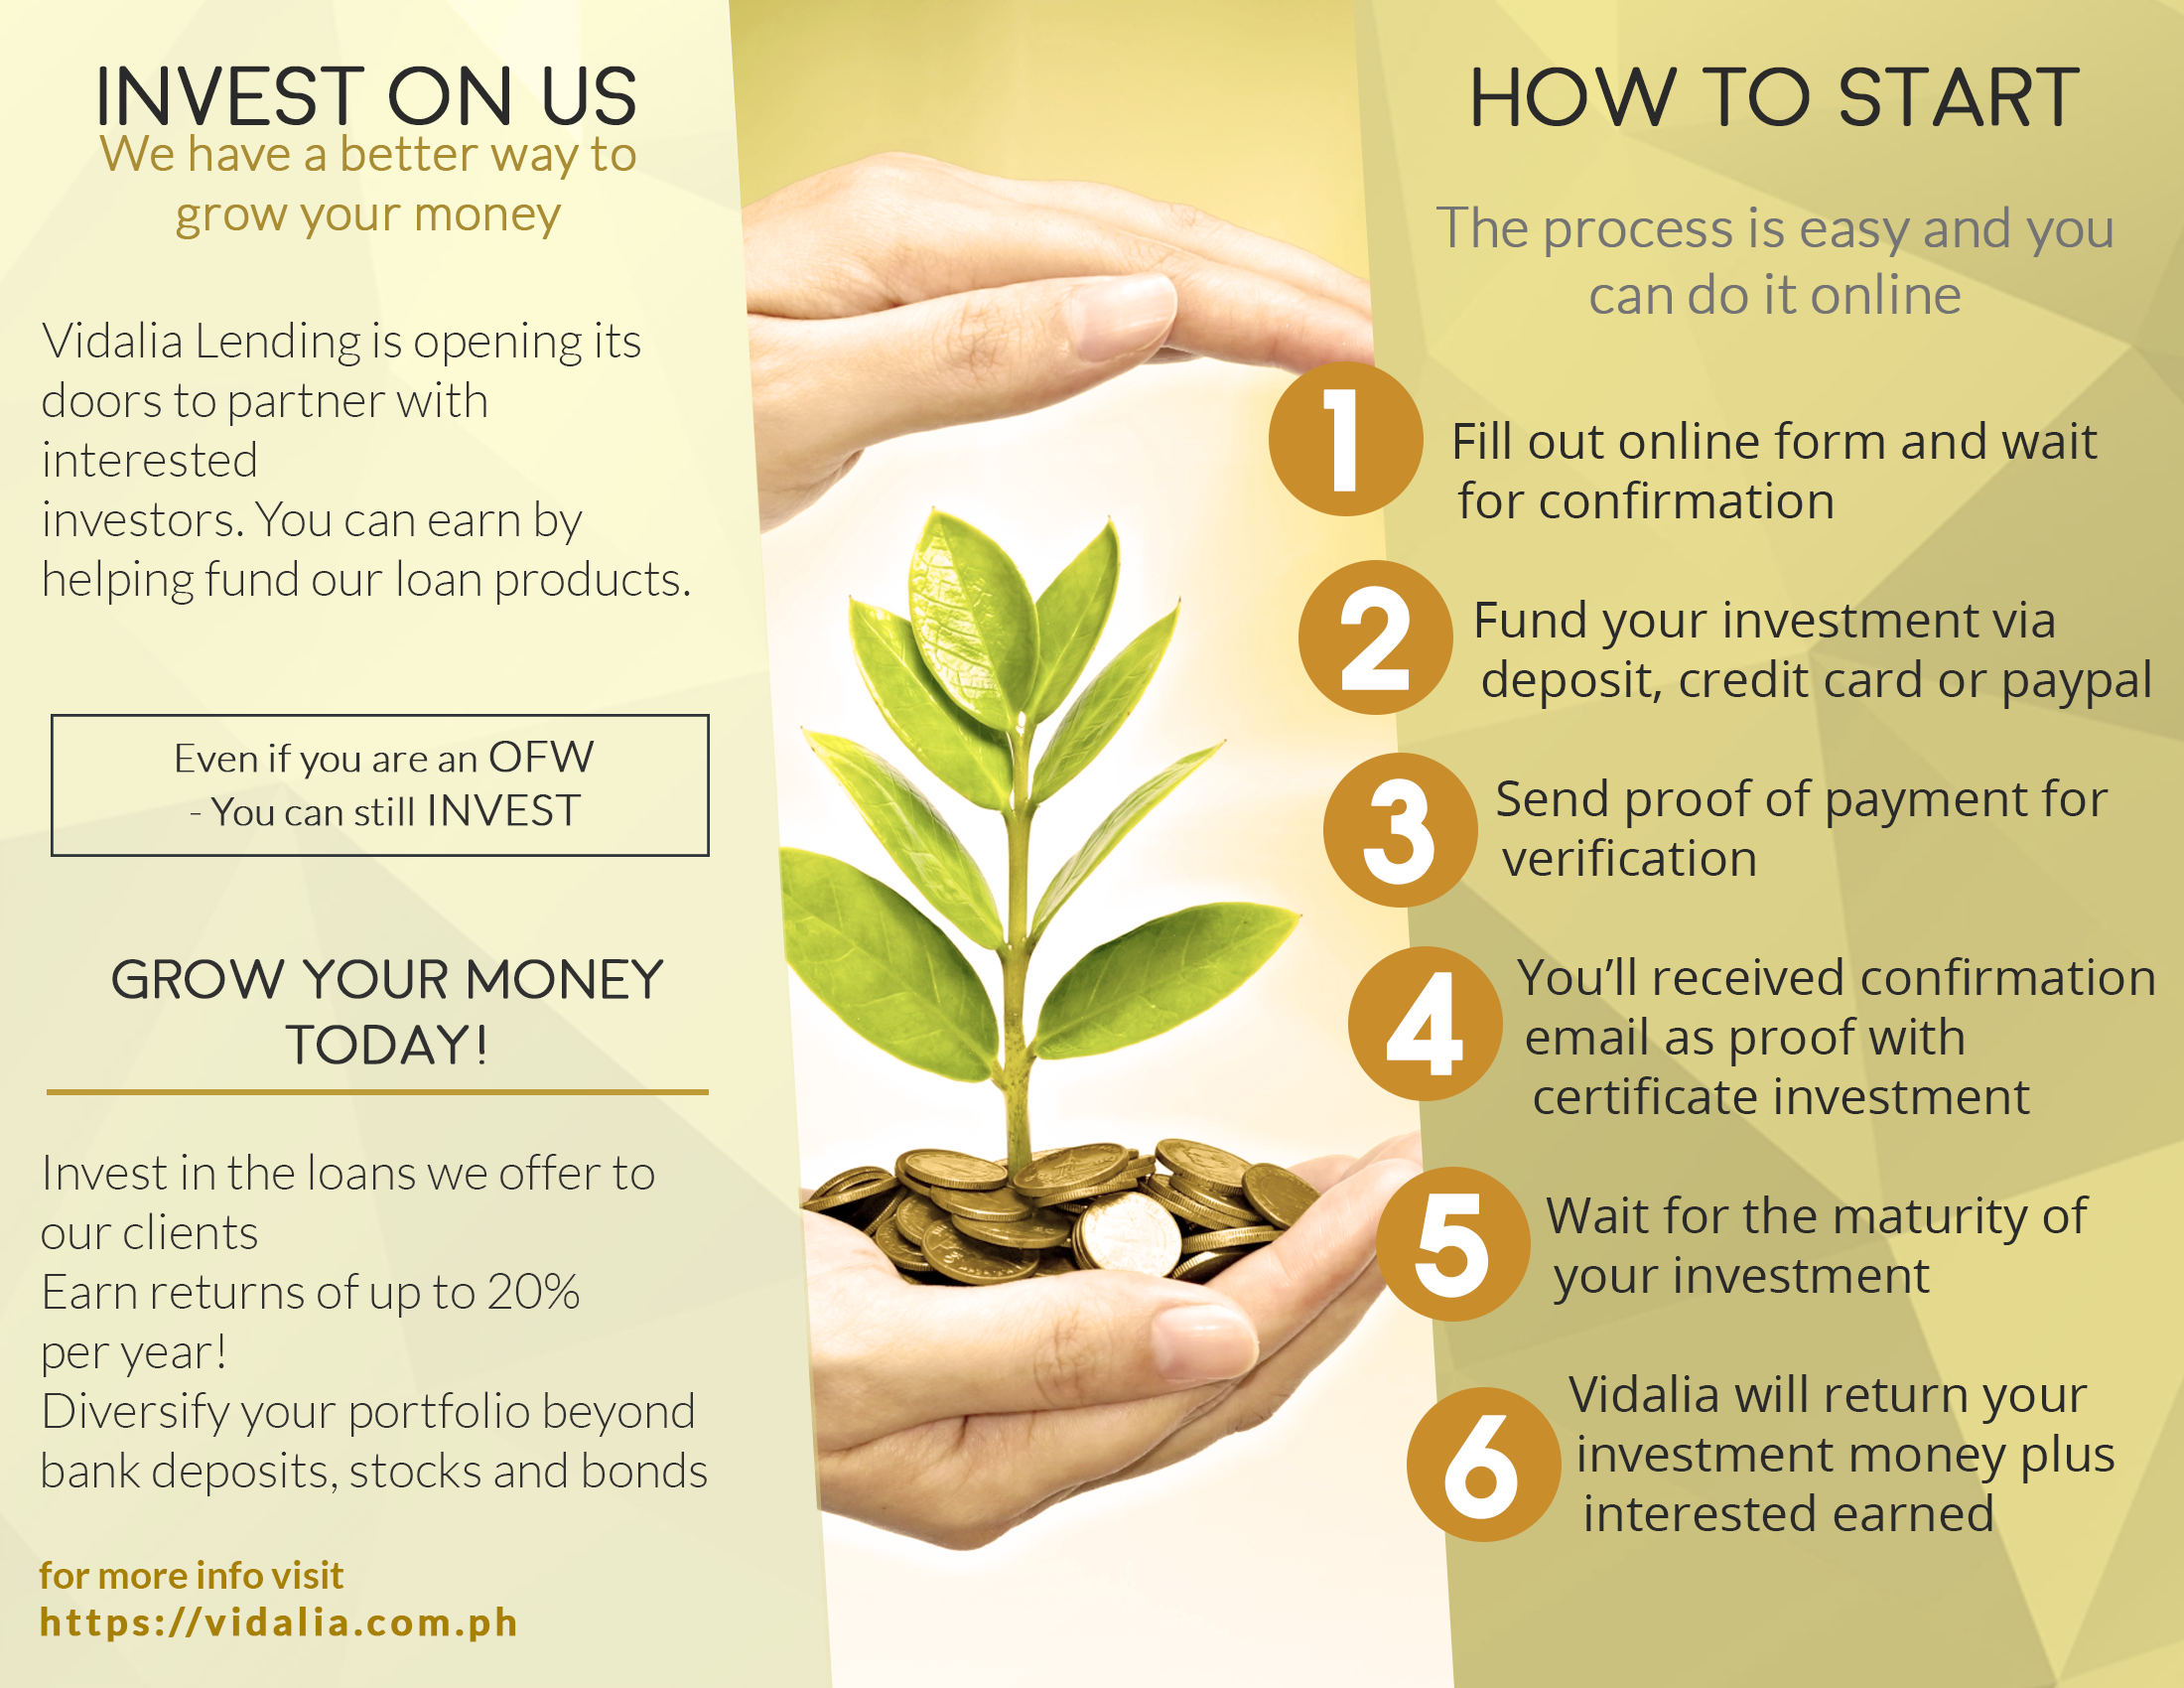 INVEST ON US
We have a better way to
grow your money
Vidalia Lending is opening its
doors to partner with
interested
investors. You can earn by
helping fund our loan products.
Even if you are an OFW
- You can still INVEST
GROW YOUR MONEY
TODAY!
Invest in the loans we offer to
our clients
Earn returns of up to 20%
per year!
Diversify your portfolio beyond
bank deposits, stocks and bonds
for more info visit
https://vidalia.com.ph
HOW TO START
The process is easy and you
can do it online
1
Fill out online form and wait
for confirmation
2
Fund your investment via
deposit, credit card or paypal
3
Send proof of payment for
verification
4
You’ll received confirmation
email as proof with
certificate investment
5
Wait for the maturity of
your investment
6
Vidalia will return your
investment money plus
interested earned